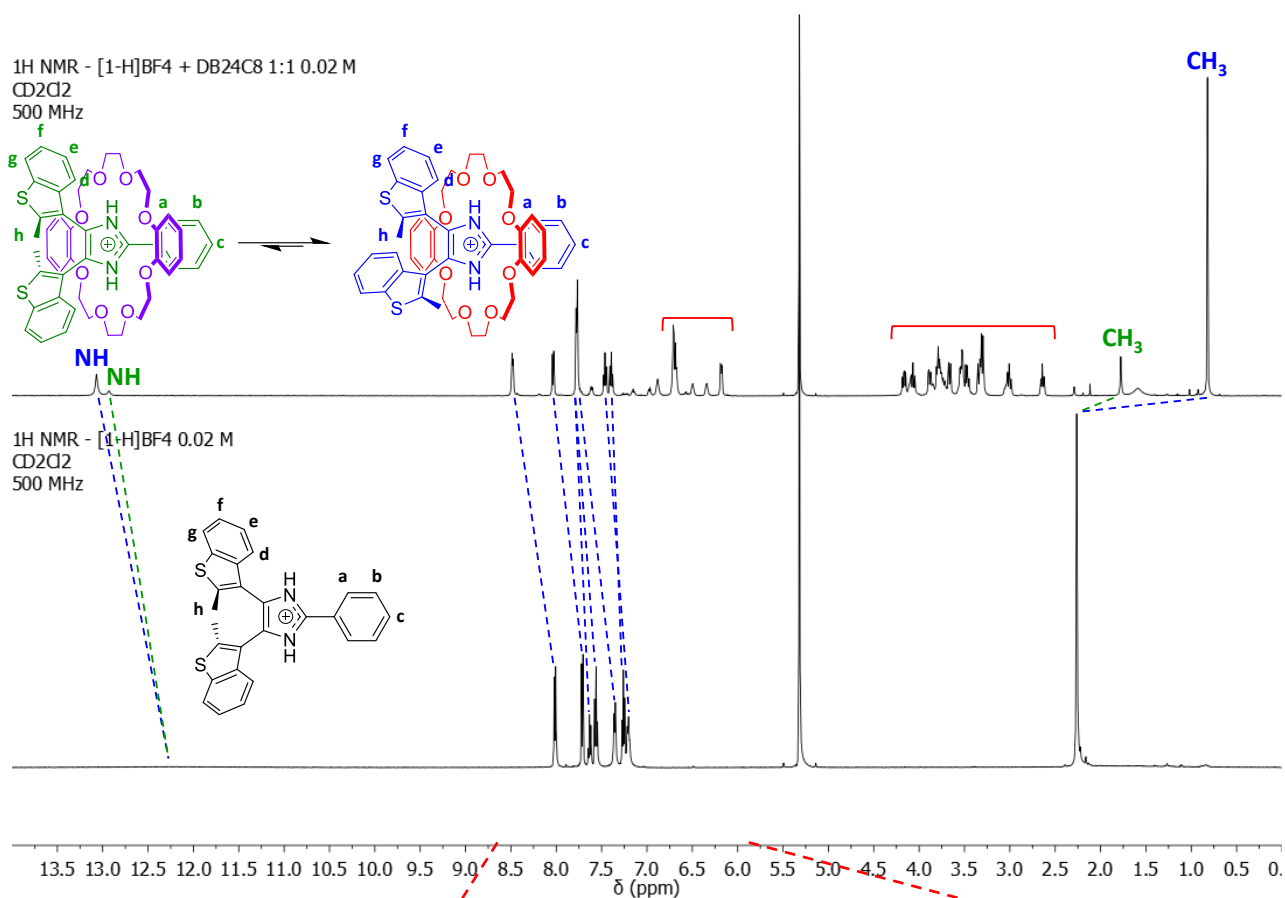 1H NMR - [1-H]BF4 + DB24C8 1:1 0.02 M
CD2Cl2
500 MHz
CH3
f
g
e
d
S
h
S
O O
O O
O O
O O
N
H
N
H
+
a
b
c
f
g
e
d
S
h
S
O O
O O
O O
O O
N
H
N
H
+
a
b
c
NH
NH
CH3
1H NMR - [1-H]BF4 0.02 M
CD2Cl2
500 MHz
f
g
e
d
S
h
S
H
N
N
H
+
a
b
c
13.5 13.0 12.5 12.0 11.5 11.0 10.5 10.0 9.5 9.0 8.5 8.0 7.5 7.0 6.5 6.0 5.5 5.0 4.5 4.0 3.5 3.0 2.5 2.0 1.5 1.0 0.5 0.
δ (ppm)